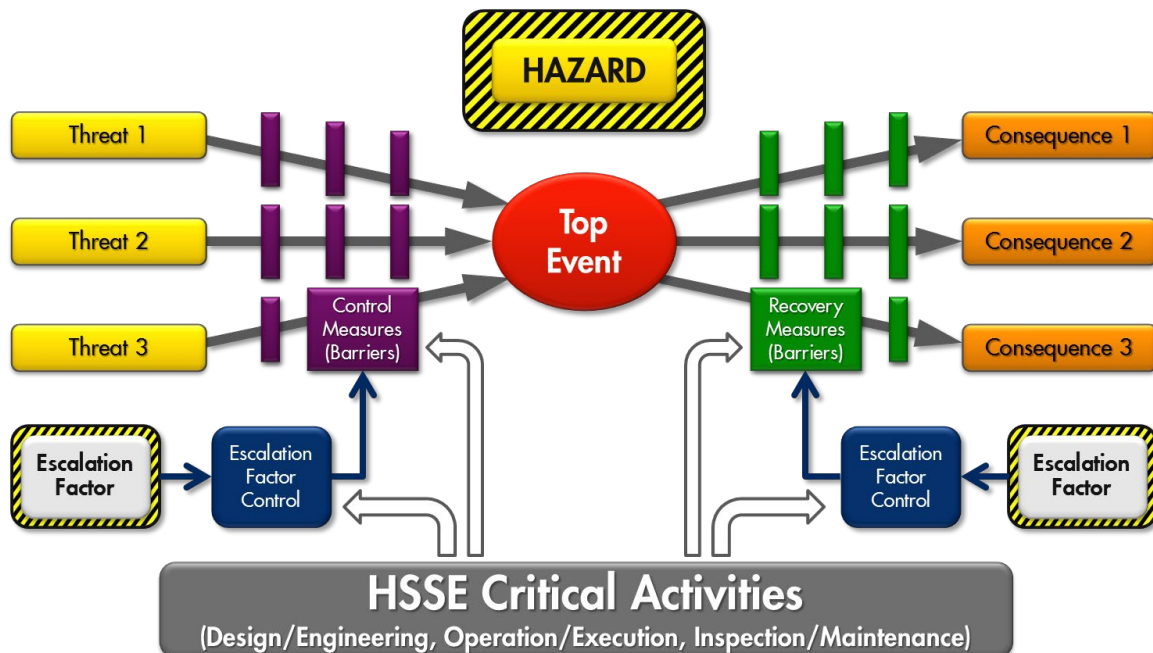 HAZARD
Threat 1
Consequence 1
Threat 2
Top
Event
Consequence 2
Threat 3
Control
Measures
(Barriers)
Recovery
Measures
(Barriers)
Consequence 3
Escalation
Factor
Escalation
Factor
Control
Escalation
Factor
Control
Escalation
Factor
HSSE Critical Activities
(Design/Engineering, Operation/Execution, Inspection/Maintenance)